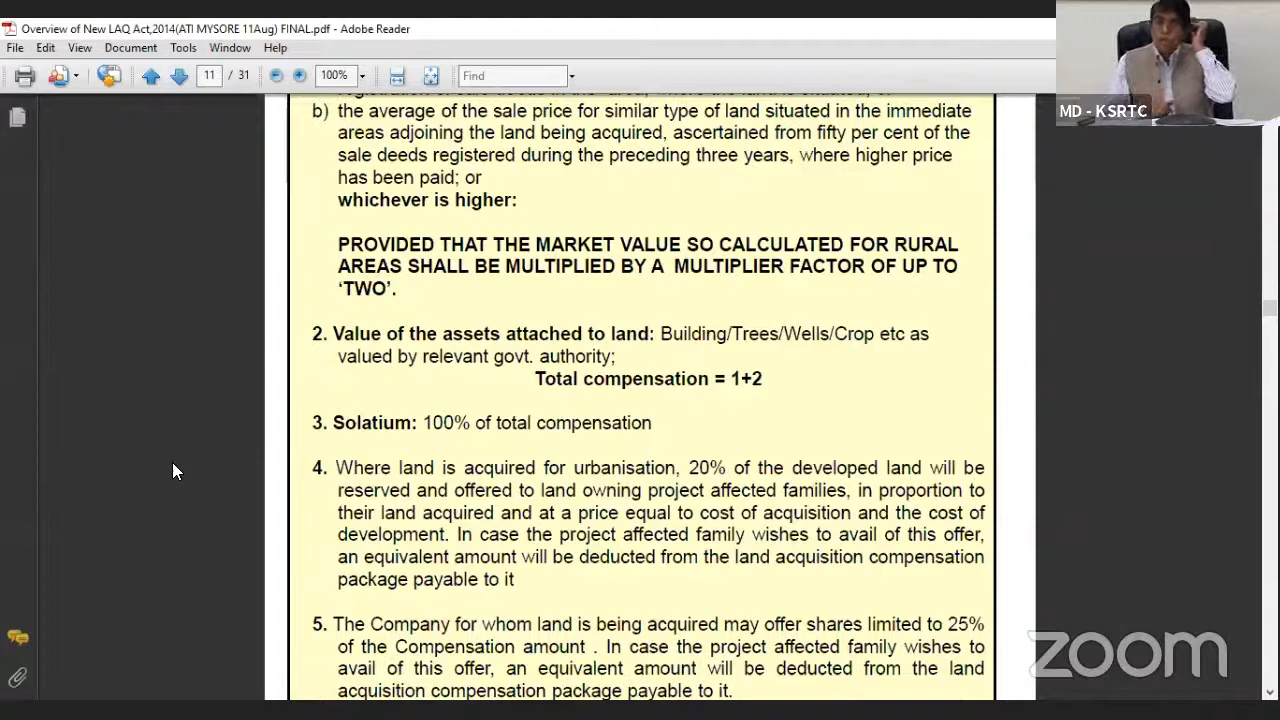 Overview of New LAQ Act,2014(ATI MYSORE 11Aug) FINAL.pdf - Adobe Reader
File Edit View Document Tools Window Help
11 / 31 100% Find
MD - KSRTC
b) the average of the sale price for similar type of land situated in the immediate
areas adjoining the land being acquired, ascertained from fifty per cent of the
sale deeds registered during the preceding three years, where higher price
has been paid; or
whichever is higher:
PROVIDED THAT THE MARKET VALUE SO CALCULATED FOR RURAL
AREAS SHALL BE MULTIPLIED BY A MULTIPLIER FACTOR OF UP TO
‘TWO’.
2. Value of the assets attached to land: Building/Trees/Wells/Crop etc as
valued by relevant govt. authority;
Total compensation = 1+2
3. Solatium: 100% of total compensation
4. Where land is acquired for urbanisation, 20% of the developed land will be
reserved and offered to land owning project affected families, in proportion to
their land acquired and at a price equal to cost of acquisition and the cost of
development. In case the project affected family wishes to avail of this offer,
an equivalent amount will be deducted from the land acquisition compensation
package payable to it
5. The Company for whom land is being acquired may offer shares limited to 25%
of the Compensation amount . In case the project affected family wishes to
avail of this offer, an equivalent amount will be deducted from the land
acquisition compensation package payable to it.
zoom